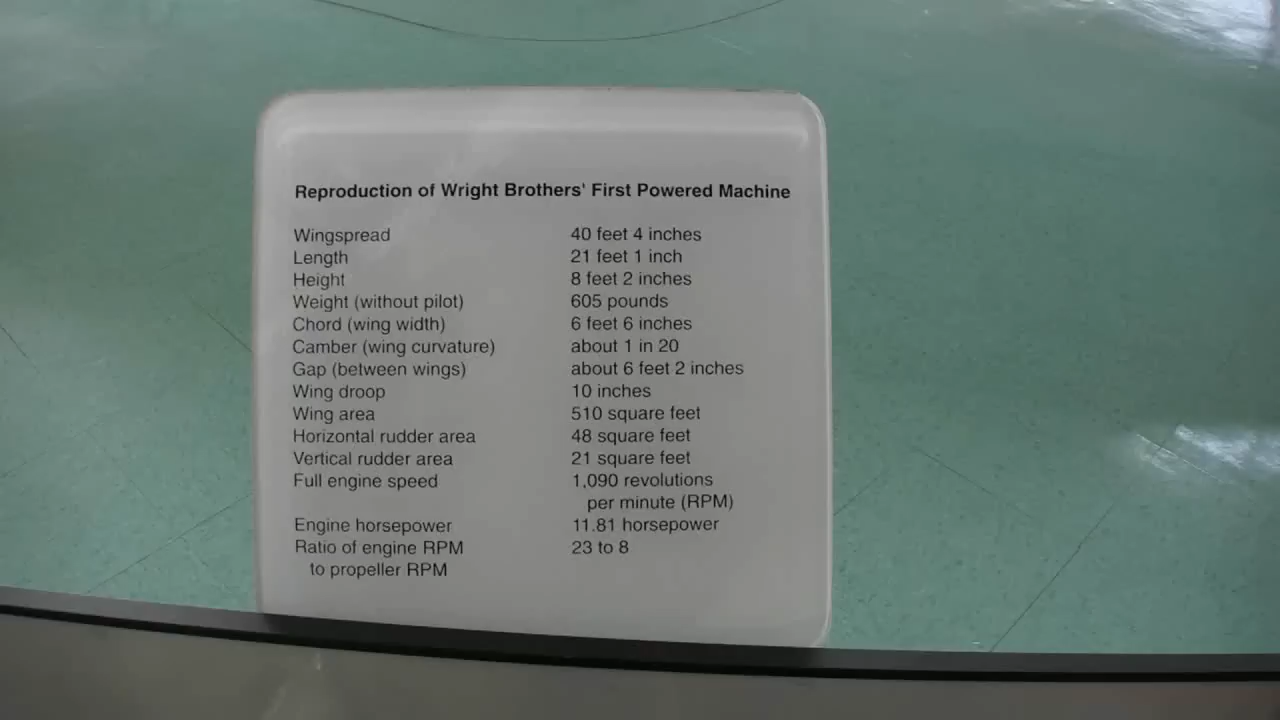 Reproduction of Wright Brothers' First Powered Machine
Wingspread 40 feet 4 inches
Length 21 feet 1 inch
Height 8 feet 2 inches
Weight (without pilot) 605 pounds
Chord (wing width) 6 feet 6 inches
Camber (wing curvature) about 1 in 20
Gap (between wings) about 6 feet 2 inches
Wing droop 10 inches
Wing area 510 square feet
Horizontal rudder area 48 square feet
Vertical rudder area 21 square feet
Full engine speed 1,090 revolutions
per minute (RPM)
Engine horsepower 11.81 horsepower
Ratio of engine RPM 23 to 8
to propeller RPM